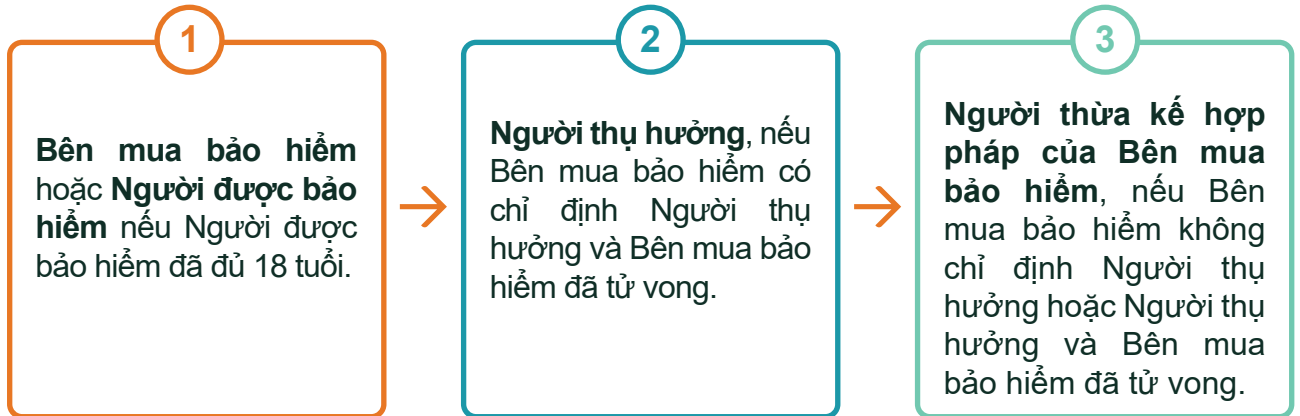 1
Bên mua bảo hiểm
hoặc Người được bảo
hiểm nếu Người được
bảo hiểm đã đủ 18 tuổi.
2
Người thụ hưởng, nếu
Bên mua bảo hiểm có
chỉ định Người thụ
hưởng và Bên mua bảo
hiểm đã tử vong.
3
Người thừa kế hợp
pháp của Bên mua
bảo hiểm, nếu Bên
mua bảo hiểm không
chỉ định Người thụ
hưởng hoặc Người thụ
hưởng và Bên mua
bảo hiểm đã tử vong.